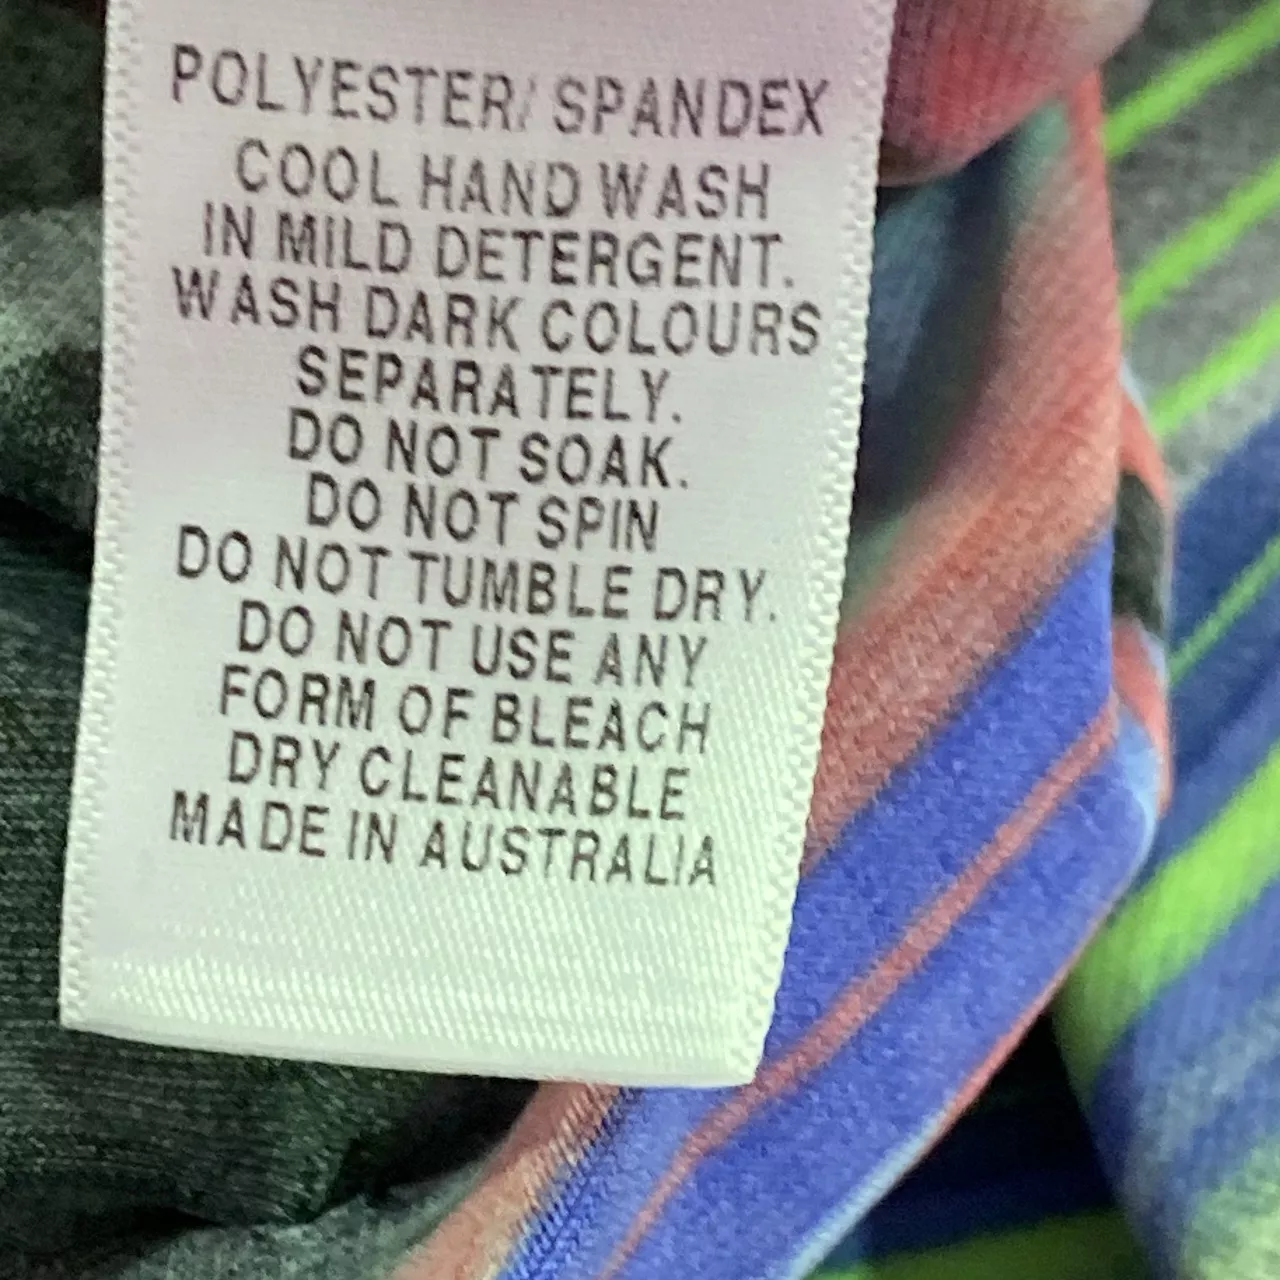 POLYESTER/ SPANDEX
COOL HAND WASH
IN MILD DETERGENT.
WASH DARK COLOURS
SEPARATELY.
DO NOT SOAK.
DO NOT SPIN
DO NOT TUMBLE DRY.
DO NOT USE ANY
FORM OF BLEACH
DRY CLEANABLE
MADE IN AUSTRALIA